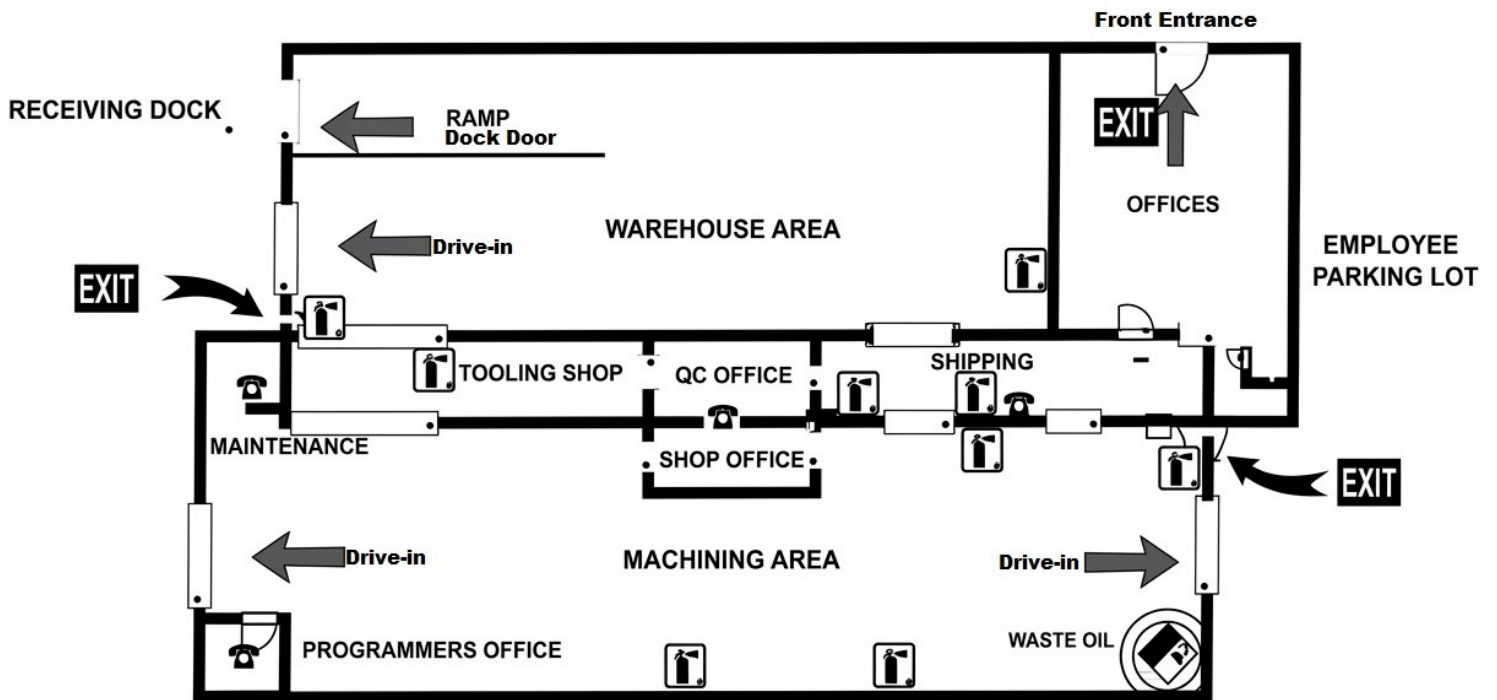 Front Entrance
RECEIVING DOCK
RAMP
Dock Door
EXIT
OFFICES
WAREHOUSE AREA
Drive-in
EMPLOYEE
PARKING LOT
EXIT
TOOLING SHOP
QC OFFICE
SHIPPING
MAINTENANCE
SHOP OFFICE
EXIT
Drive-in
MACHINING AREA
Drive-in
PROGRAMMERS OFFICE
WASTE OIL